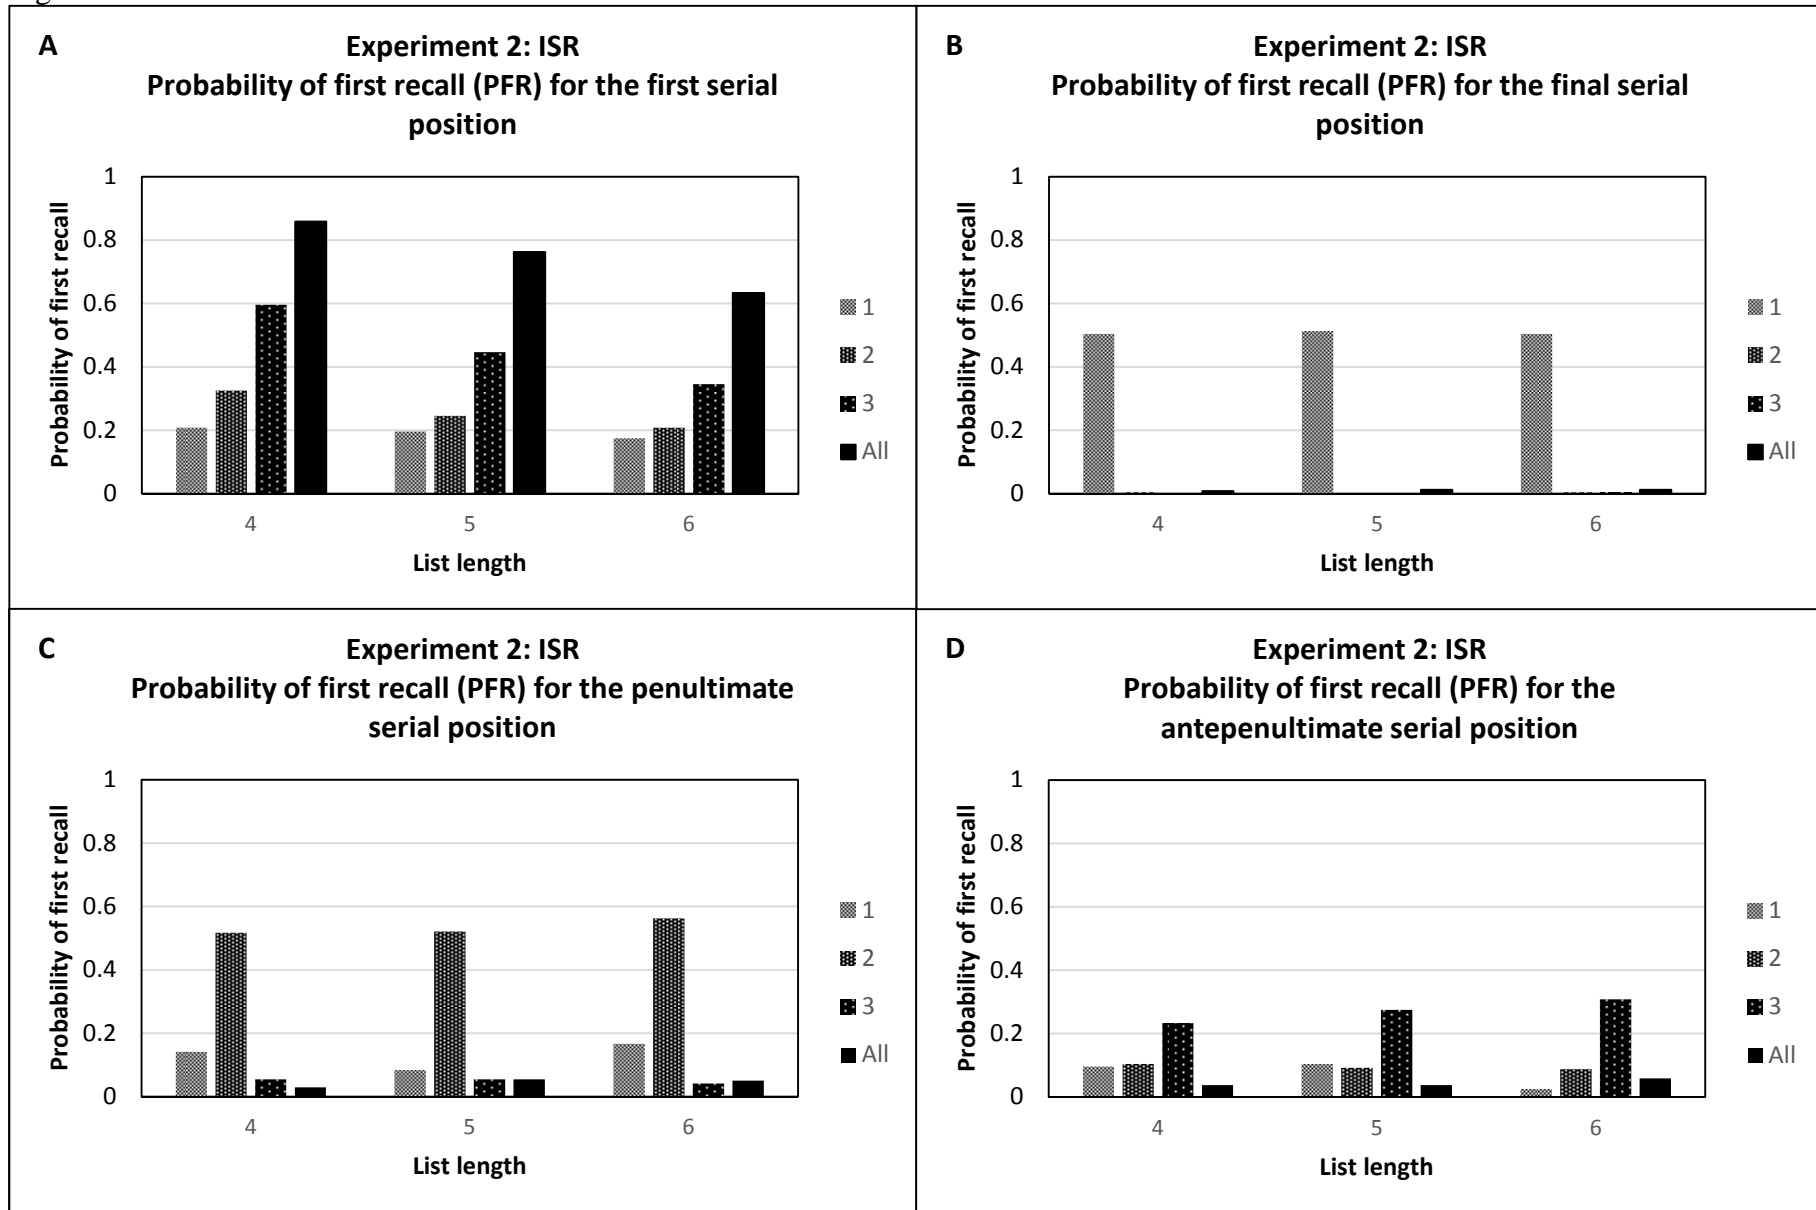 A
Experiment 2: ISR
Probability of first recall (PFR) for the first serial
position
Probability of first recall
1
0.8
0.6
0.4
0.2
0
4
5
6
List length
1
2
3
All
B
Experiment 2: ISR
Probability of first recall (PFR) for the final serial
position
Probability of first recall
1
0.8
0.6
0.4
0.2
0
4
5
6
List length
1
2
3
All
C
Experiment 2: ISR
Probability of first recall (PFR) for the penultimate
serial position
Probability of first recall
1
0.8
0.6
0.4
0.2
0
4
5
6
List length
1
2
3
All
D
Experiment 2: ISR
Probability of first recall (PFR) for the
antepenultimate serial position
Probability of first recall
1
0.8
0.6
0.4
0.2
0
4
5
6
List length
1
2
3
All